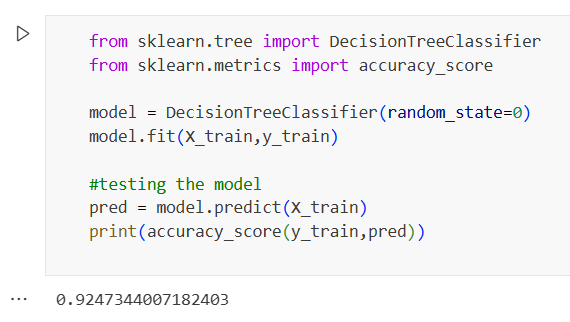 from sklearn.tree import DecisionTreeClassifier
from sklearn.metrics import accuracy_score
model = DecisionTreeClassifier(random_state=0)
model.fit(X_train,y_train)
#testing the model
pred = model.predict(X_train)
print(accuracy_score(y_train,pred))
0.9247344007182403